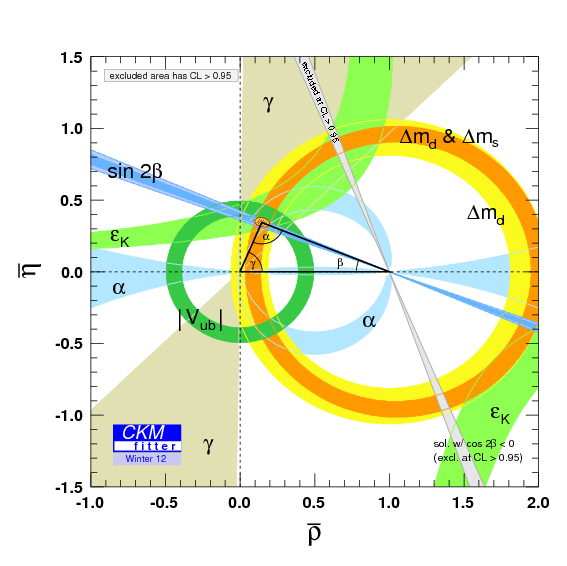 excluded area has CL > 0.95
excluded at CL > 0.95
γ
Δm_d & Δm_s
sin 2β
Δm_d
ε_K
α
α
β
γ
α
|V_ub|
ε_K
γ
CKM
fitter
Winter 12
sol. w/ cos 2β < 0
(excl. at CL > 0.95)
1.5
1.0
0.5
0.0
-0.5
-1.0
-1.5
η̅
-1.0
-0.5
0.0
0.5
1.0
1.5
2.0
ρ̅